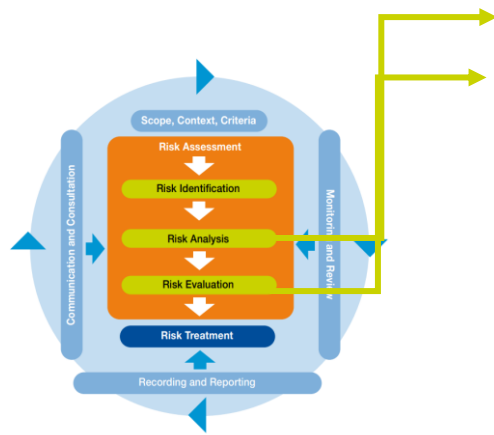 Scope, Context, Criteria
Risk Assessment
Risk Identification
Risk Analysis
Risk Evaluation
Risk Treatment
Recording and Reporting
Communication and Consultation
Monitoring and Review